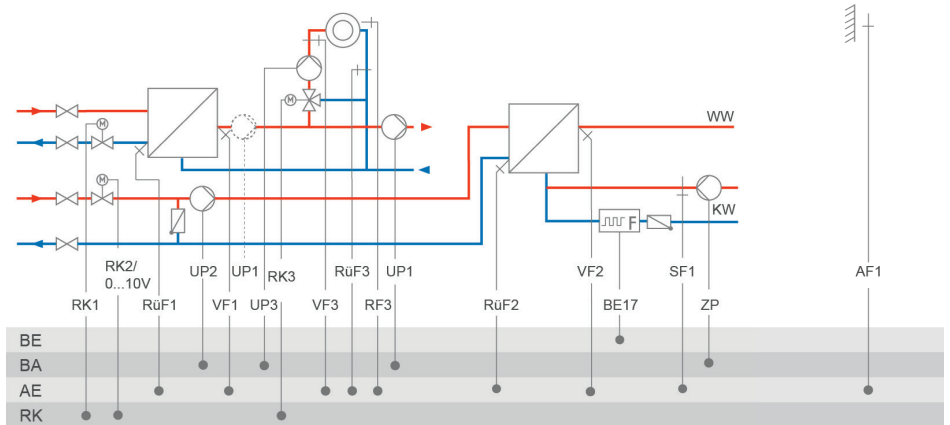 M
M
M
WW
KW
F
RK1
RK2/
0...10V
RüF1
UP2
VF1
UP1
UP3
RK3
VF3
RüF3
RF3
UP1
RüF2
VF2
BE17
SF1
ZP
AF1
BE
BA
AE
RK